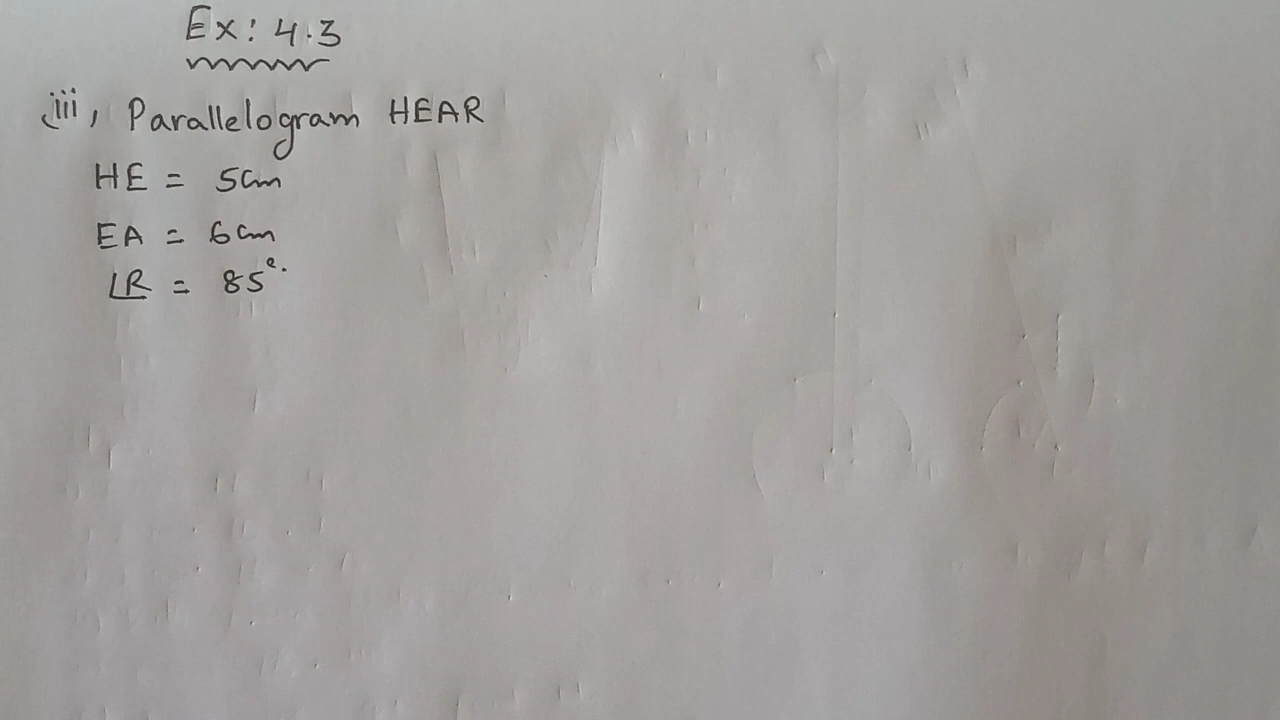 Ex: 4.3
iii, Parallelogram HEAR
HE = 5cm
EA = 6cm
∠R = 85°.